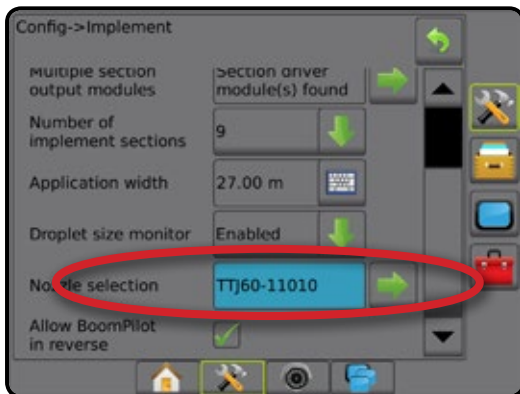 Config->Implement
Multiple section
output modules
Section driver
module(s) found
Number of
implement sections
9
Application width
27.00 m
Droplet size monitor
Enabled
Nozzle selection
TTJ60-11010
Allow BoomPilot
in reverse